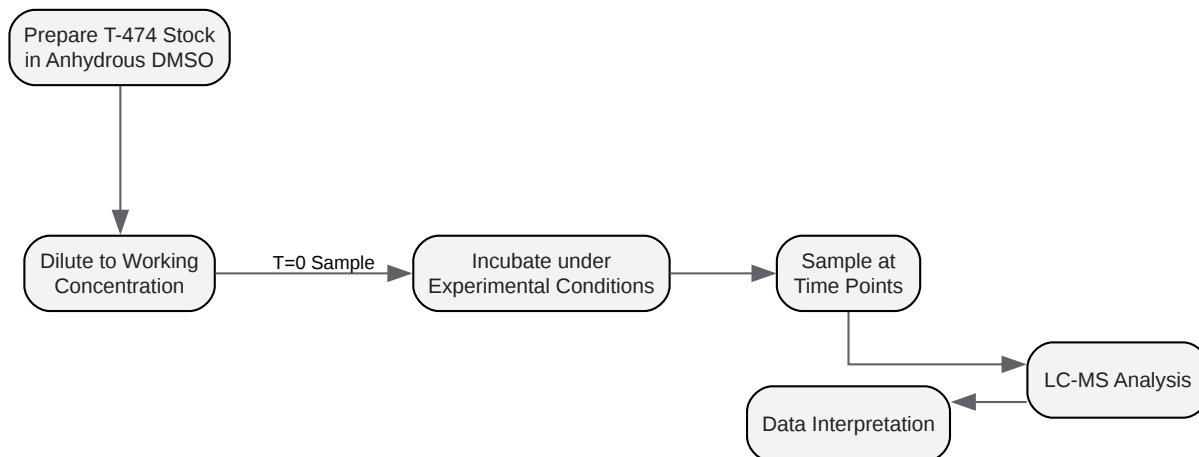 Prepare T-474 Stock
in Anhydrous DMSO
Dilute to Working
Concentration
T=0 Sample
Incubate under
Experimental Conditions
Sample at
Time Points
LC-MS Analysis
Data Interpretation